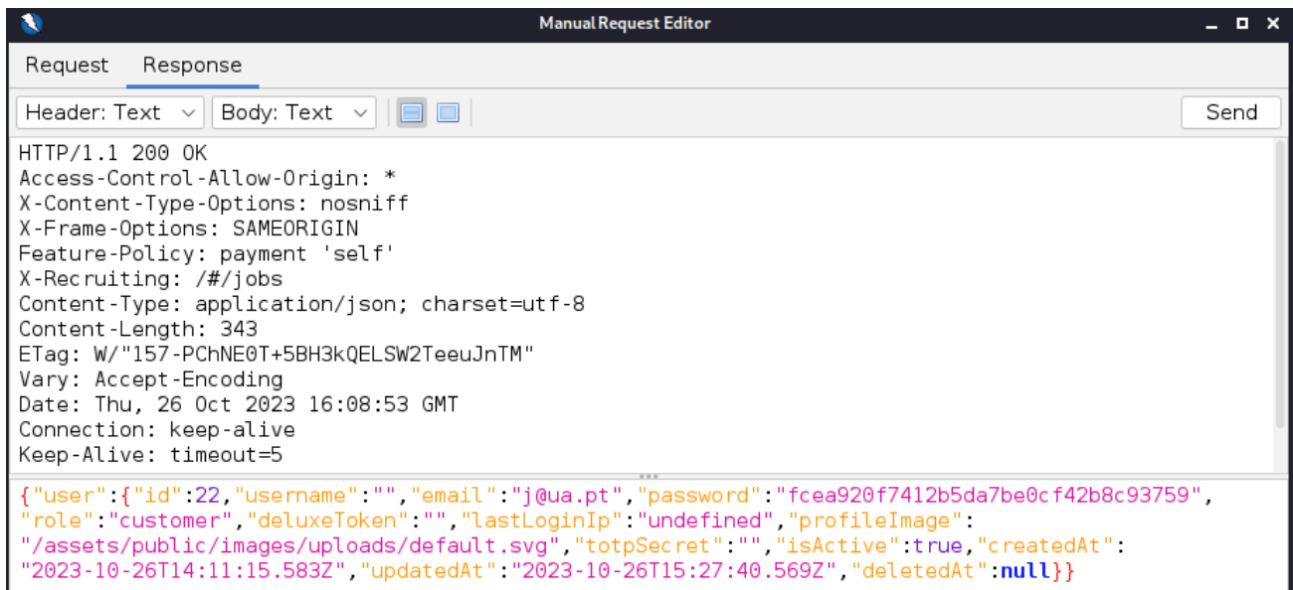 Manual Request Editor
Request Response
Header: Text Body: Text Send
HTTP/1.1 200 OK
Access-Control-Allow-Origin: *
X-Content-Type-Options: nosniff
X-Frame-Options: SAMEORIGIN
Feature-Policy: payment 'self'
X-Recruiting: /#/jobs
Content-Type: application/json; charset=utf-8
Content-Length: 343
ETag: W/"157-PChNE0T+5BH3kQELSW2TeeuJnTM"
Vary: Accept-Encoding
Date: Thu, 26 Oct 2023 16:08:53 GMT
Connection: keep-alive
Keep-Alive: timeout=5
{"user":{"id":22,"username":"","email":"j@ua.pt","password":"fcea920f7412b5da7be0cf42b8c93759",
"role":"customer","deluxeToken":"","lastLoginIp":"undefined","profileImage":
"/assets/public/images/uploads/default.svg","totpSecret":"","isActive":true,"createdAt":
"2023-10-26T14:11:15.583Z","updatedAt":"2023-10-26T15:27:40.569Z","deletedAt":null}}